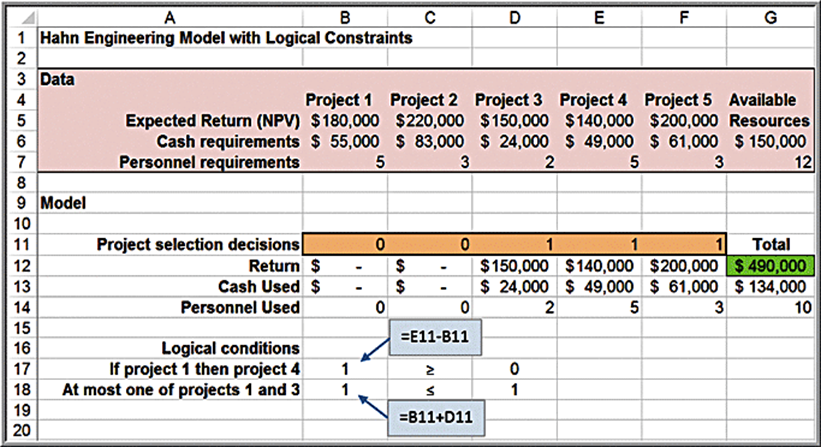 A B C D E F G
1 Hahn Engineering Model with Logical Constraints
2
3 Data
4 Project 1 Project 2 Project 3 Project 4 Project 5 Available
5 Expected Return (NPV) $180,000 $220,000 $150,000 $140,000 $200,000 Resources
6 Cash requirements $ 55,000 $ 83,000 $ 24,000 $ 49,000 $ 61,000 $ 150,000
7 Personnel requirements 5 3 2 5 3 12
8
9 Model
10
11 Project selection decisions 0 0 1 1 1 Total
12 Return $ - $ - $150,000 $140,000 $200,000 $ 490,000
13 Cash Used $ - $ - $ 24,000 $ 49,000 $ 61,000 $ 134,000
14 Personnel Used 0 0 2 5 3 10
15
=E11-B11
16 Logical conditions
17 If project 1 then project 4 1 ≥ 0
18 At most one of projects 1 and 3 1 ≤ 1
19
=B11+D11
20